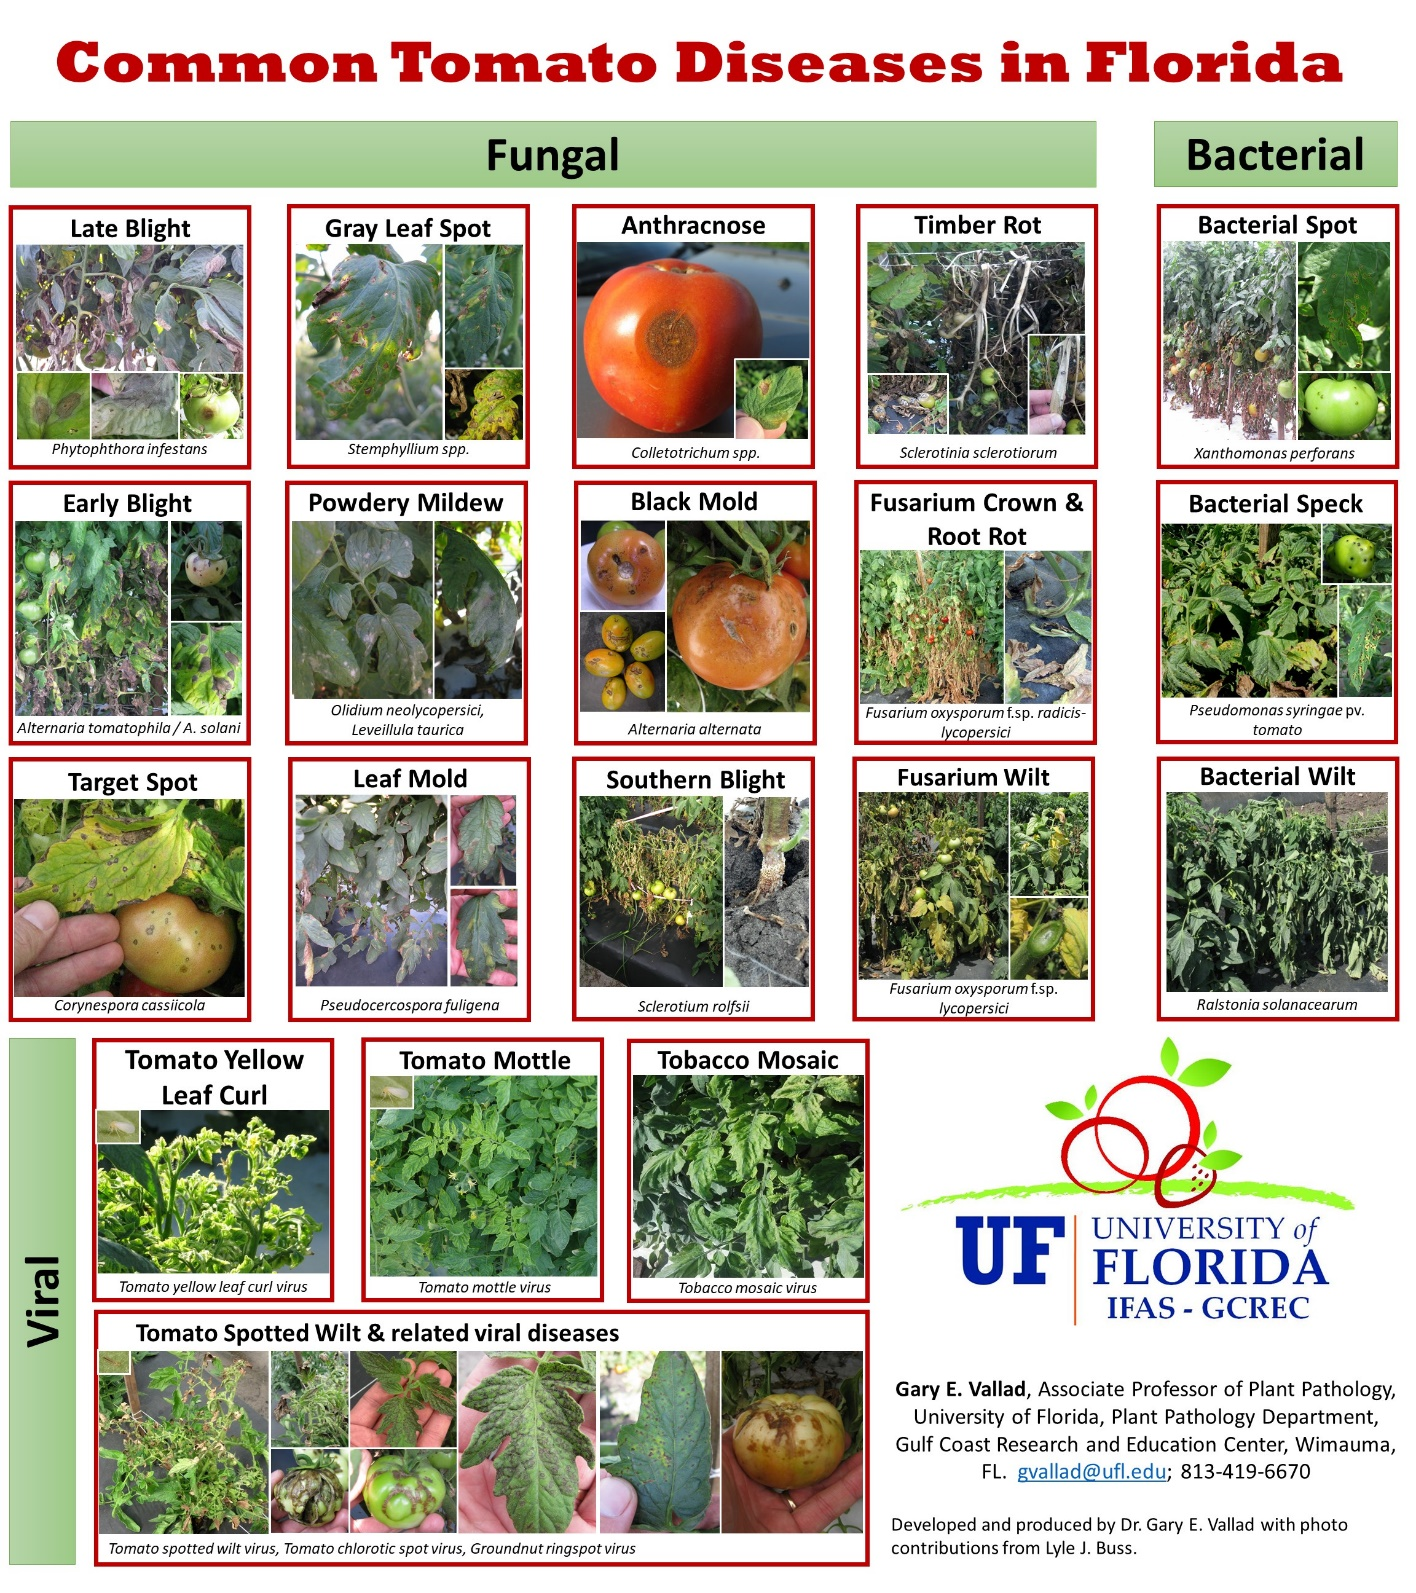 Common Tomato Diseases in Florida
Fungal
Bacterial
Late Blight
Phytophthora infestans
Gray Leaf Spot
Stemphyllium spp.
Anthracnose
Colletotrichum spp.
Timber Rot
Sclerotinia sclerotiorum
Bacterial Spot
Xanthomonas perforans
Early Blight
Alternaria tomatophila / A. solani
Powdery Mildew
Olidium neolycopersici,
Leveillula taurica
Black Mold
Alternaria alternata
Fusarium Crown &
Root Rot
Fusarium oxysporum f.sp. radicis-
lycopersici
Bacterial Speck
Pseudomonas syringae pv.
tomato
Target Spot
Corynespora cassiicola
Leaf Mold
Pseudocercospora fuligena
Southern Blight
Sclerotium rolfsii
Fusarium Wilt
Fusarium oxysporum f.sp.
lycopersici
Bacterial Wilt
Ralstonia solanacearum
Viral
Tomato Yellow
Leaf Curl
Tomato yellow leaf curl virus
Tomato Mottle
Tomato mottle virus
Tobacco Mosaic
Tobacco mosaic virus
Tomato Spotted Wilt & related viral diseases
Tomato spotted wilt virus, Tomato chlorotic spot virus, Groundnut ringspot virus
UF
UNIVERSITY of
FLORIDA
IFAS - GCREC
Gary E. Vallad, Associate Professor of Plant Pathology,
University of Florida, Plant Pathology Department,
Gulf Coast Research and Education Center, Wimauma,
FL. gvallad@ufl.edu; 813-419-6670
Developed and produced by Dr. Gary E. Vallad with photo
contributions from Lyle J. Buss.